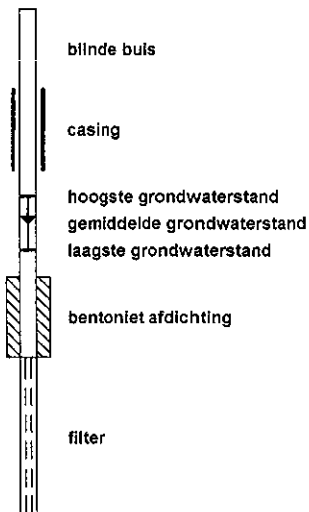 blinde buis
casing
hoogste grondwaterstand
gemiddelde grondwaterstand
laagste grondwaterstand
bentoniet afdichting
filter